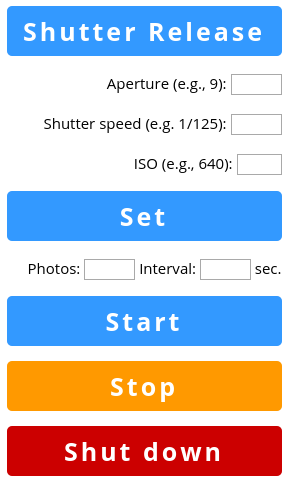 Shutter Release
Aperture (e.g., 9):
Shutter speed (e.g. 1/125):
ISO (e.g., 640):
Set
Photos: Interval: sec.
Start
Stop
Shut down